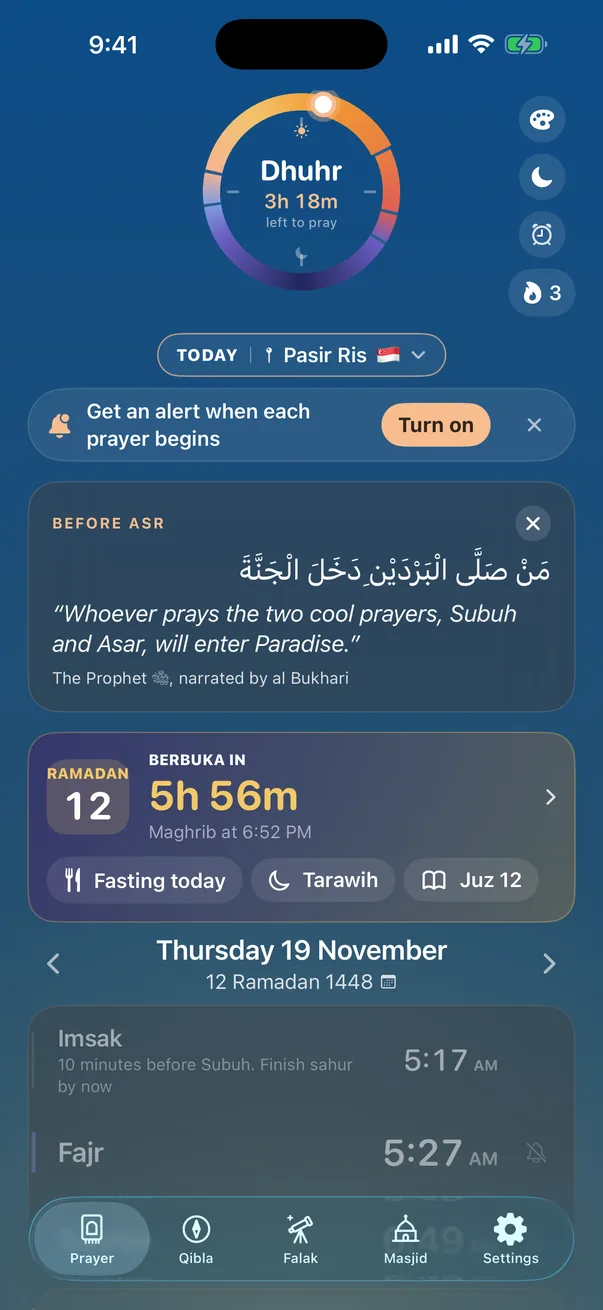 9:41
Dhuhr
3h 18m
left to pray
3
TODAY | Pasir Ris 🇸🇬
Get an alert when each
prayer begins
Turn on
BEFORE ASR
مَنْ صَلَّى الْبَرْدَيْنِ دَخَلَ الْجَنَّةَ
“Whoever prays the two cool prayers, Subuh
and Asar, will enter Paradise.”
The Prophet ﷺ, narrated by al Bukhari
RAMADAN
12
BERBUKA IN
5h 56m
Maghrib at 6:52 PM
Fasting today
Tarawih
Juz 12
Thursday 19 November
12 Ramadan 1448
Imsak
10 minutes before Subuh. Finish sahur
by now
5:17 AM
Fajr
5:27 AM
Prayer
Qibla
Falak
Masjid
Settings